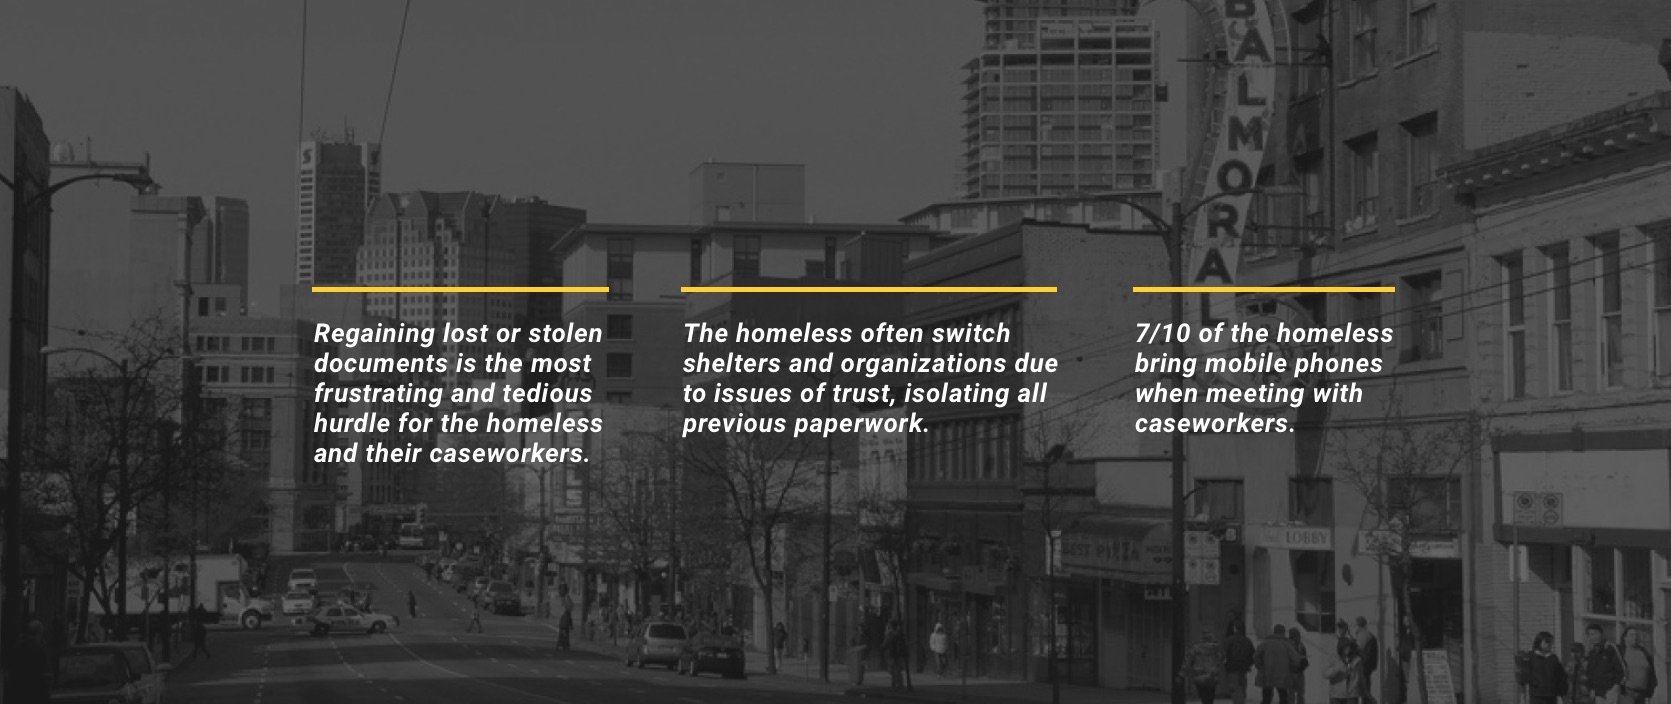 BALMORAL
Regaining lost or stolen
documents is the most
frustrating and tedious
hurdle for the homeless
and their caseworkers.
The homeless often switch
shelters and organizations due
to issues of trust, isolating all
previous paperwork.
7/10 of the homeless
bring mobile phones
when meeting with
caseworkers.
BEST PIZZA
LOBBY